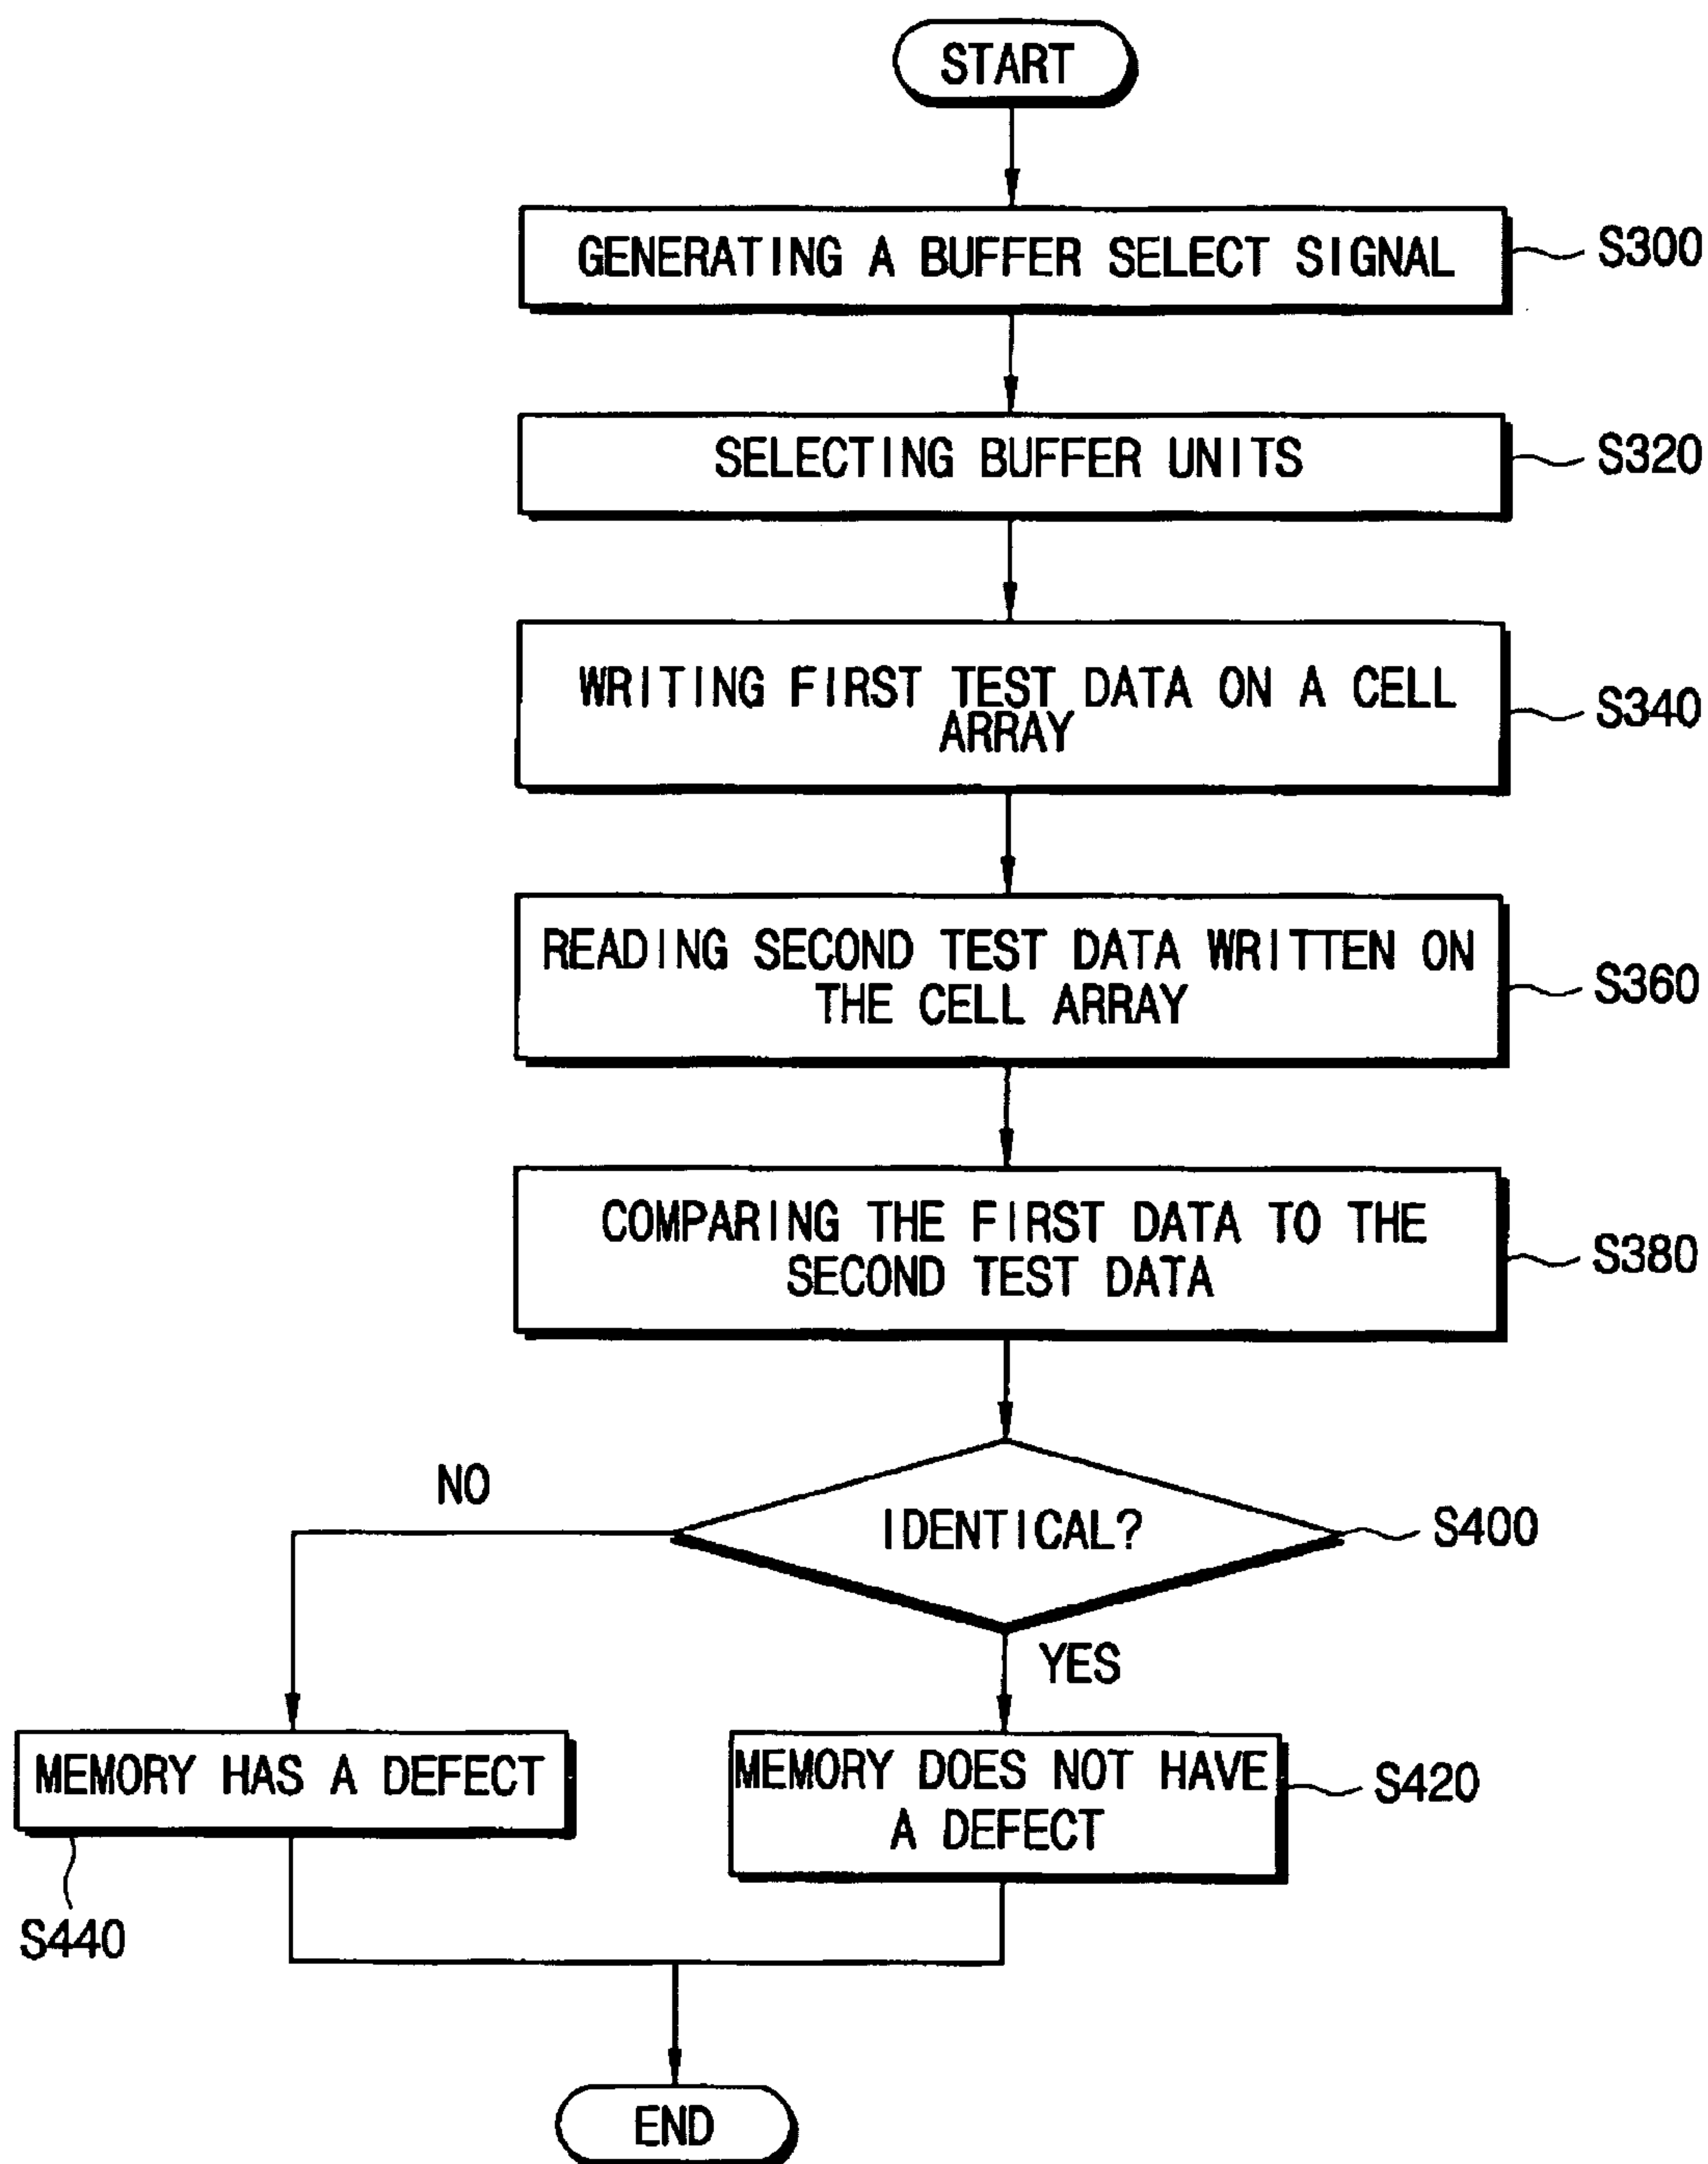 START
GENERATING A BUFFER SELECT SIGNAL
S300
SELECTING BUFFER UNITS
S320
WRITING FIRST TEST DATA ON A CELL
ARRAY
S340
READING SECOND TEST DATA WRITTEN ON
THE CELL ARRAY
S360
COMPARING THE FIRST DATA TO THE
SECOND TEST DATA
S380
IDENTICAL?
S400
NO
YES
MEMORY HAS A DEFECT
S440
MEMORY DOES NOT HAVE
A DEFECT
S420
END